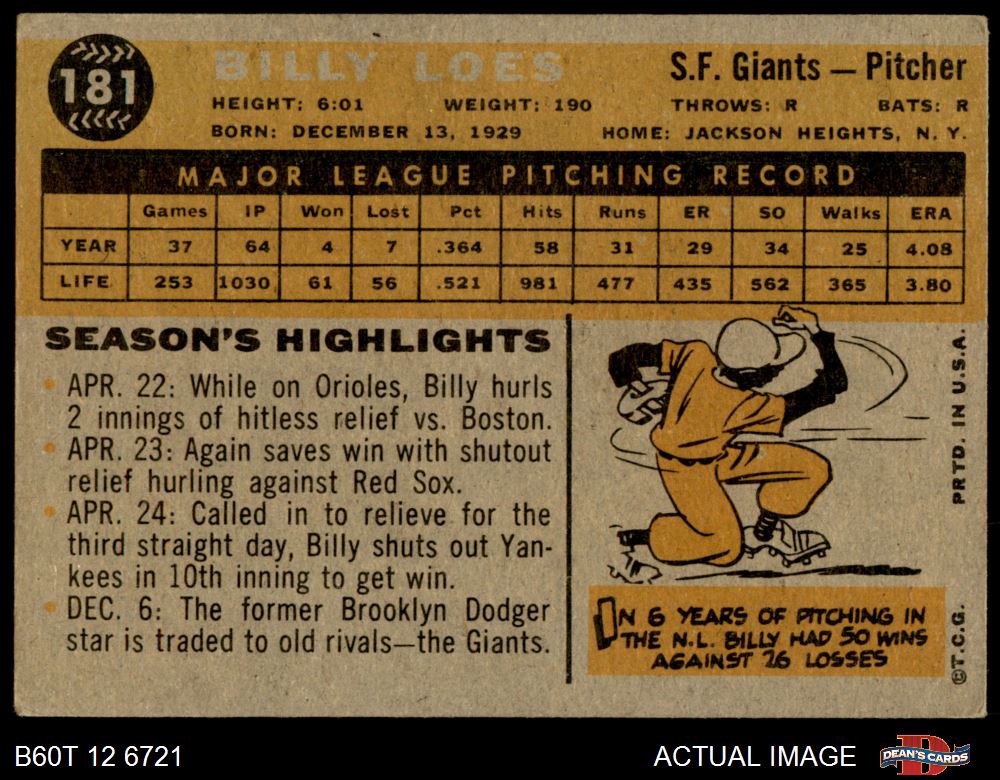 181
BILLY LOES
S.F. Giants — Pitcher
HEIGHT: 6:01 WEIGHT: 190 THROWS: R BATS: R
BORN: DECEMBER 13, 1929 HOME: JACKSON HEIGHTS, N. Y.
MAJOR LEAGUE PITCHING RECORD
Games IP Won Lost Pct Hits Runs ER SO Walks ERA
YEAR 37 64 4 7 .364 58 31 29 34 25 4.08
LIFE 253 1030 61 56 .521 981 477 435 562 365 3.80
SEASON'S HIGHLIGHTS
• APR. 22: While on Orioles, Billy hurls
2 innings of hitless relief vs. Boston.
• APR. 23: Again saves win with shutout
relief hurling against Red Sox.
• APR. 24: Called in to relieve for the
third straight day, Billy shuts out Yan-
kees in 10th inning to get win.
• DEC. 6: The former Brooklyn Dodger
star is traded to old rivals—the Giants.
IN 6 YEARS OF PITCHING IN
THE N.L. BILLY HAD 50 WINS
AGAINST 26 LOSSES
PRTD. IN U.S.A.
©T.C.G.
B60T 12 6721
ACTUAL IMAGE
DEAN'S CARDS